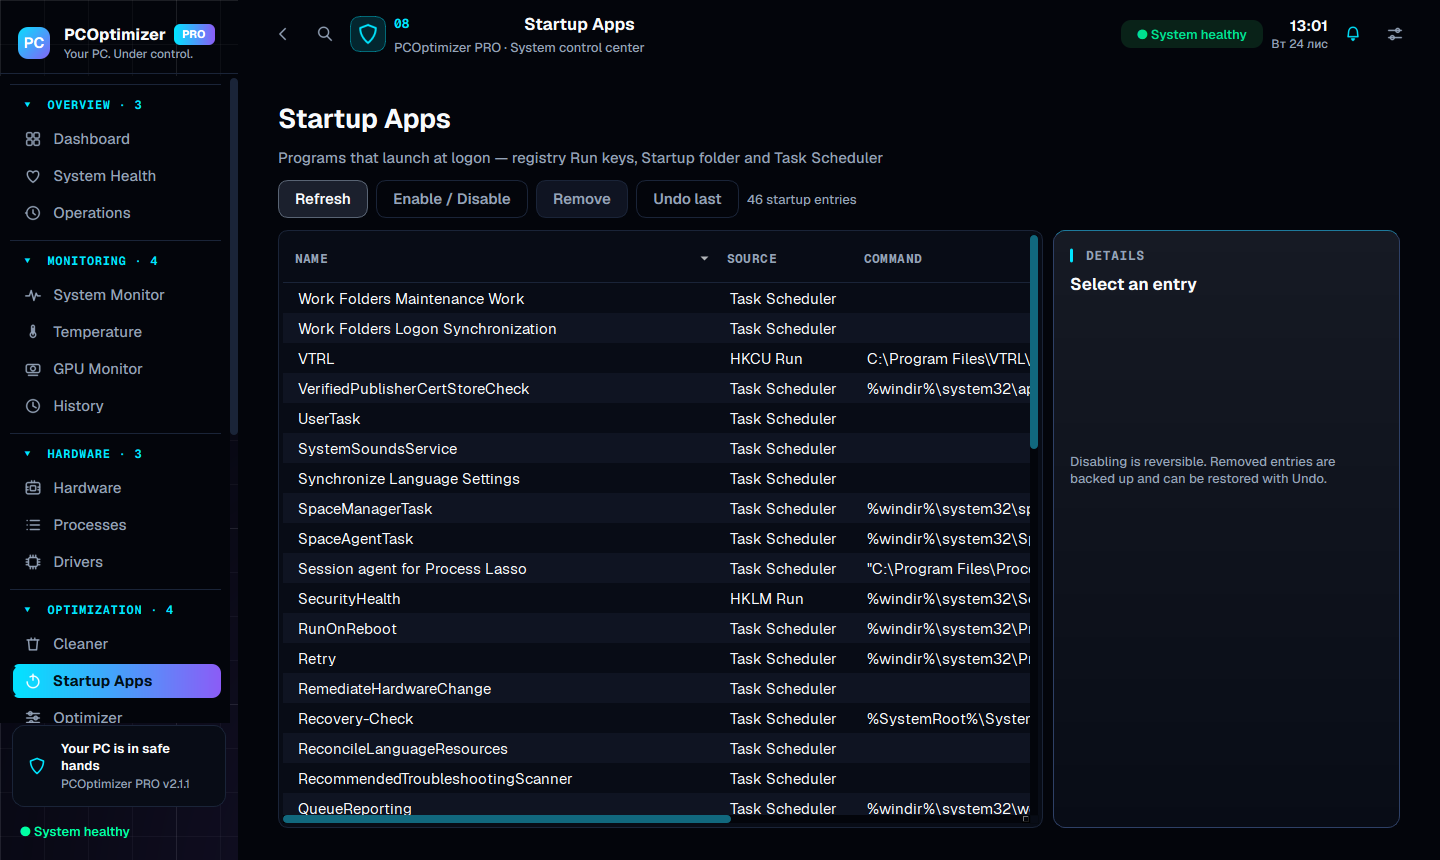 PC
PCOptimizer PRO
Your PC. Under control.
OVERVIEW · 3
Dashboard
System Health
Operations
MONITORING · 4
System Monitor
Temperature
GPU Monitor
History
HARDWARE · 3
Hardware
Processes
Drivers
OPTIMIZATION · 4
Cleaner
Startup Apps
Optimizer
Your PC is in safe
hands
PCOptimizer PRO v2.1.1
System healthy
08
Startup Apps
PCOptimizer PRO · System control center
System healthy
13:01
Вт 24 лис
Startup Apps
Programs that launch at logon — registry Run keys, Startup folder and Task Scheduler
Refresh
Enable / Disable
Remove
Undo last
46 startup entries
NAME SOURCE COMMAND
Work Folders Maintenance Work Task Scheduler
Work Folders Logon Synchronization Task Scheduler
VTRL HKCU Run C:\Program Files\VTRL\
VerifiedPublisherCertStoreCheck Task Scheduler %windir%\system32\ap
UserTask Task Scheduler
SystemSoundsService Task Scheduler
Synchronize Language Settings Task Scheduler
SpaceManagerTask Task Scheduler %windir%\system32\sp
SpaceAgentTask Task Scheduler %windir%\system32\Sp
Session agent for Process Lasso Task Scheduler "C:\Program Files\Proce
SecurityHealth HKLM Run %windir%\system32\Se
RunOnReboot Task Scheduler %windir%\system32\Pr
Retry Task Scheduler %windir%\system32\Pr
RemediateHardwareChange Task Scheduler
Recovery-Check Task Scheduler %SystemRoot%\System
ReconcileLanguageResources Task Scheduler
RecommendedTroubleshootingScanner Task Scheduler
QueueReporting Task Scheduler %windir%\system32\we
DETAILS
Select an entry
Disabling is reversible. Removed entries are
backed up and can be restored with Undo.